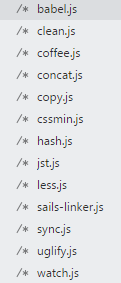 /* babel.js
/* clean.js
/* coffee.js
/* concat.js
/* copy.js
/* cssmin.js
/* hash.js
/* jst.js
/* less.js
/* sails-linker.js
/* sync.js
/* uglify.js
/* watch.js